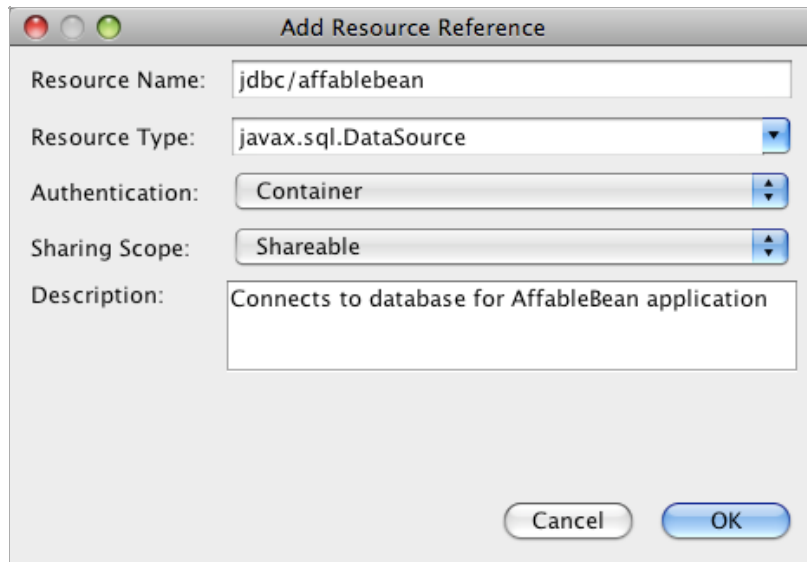 Add Resource Reference
Resource Name: jdbc/affablebean
Resource Type: javax.sql.DataSource
Authentication: Container
Sharing Scope: Shareable
Description: Connects to database for AffableBean application
Cancel OK